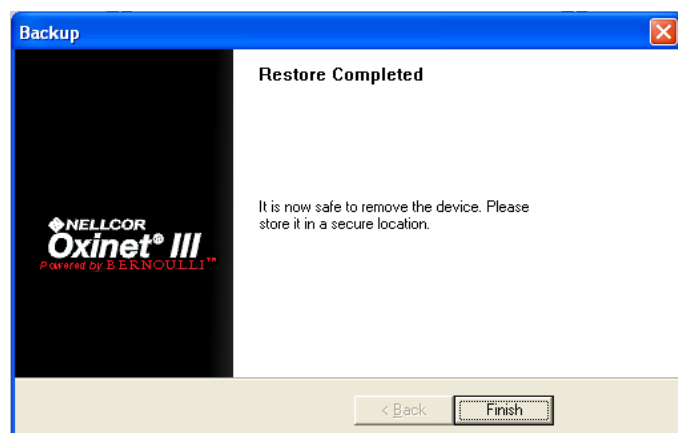 Backup
Restore Completed
It is now safe to remove the device. Please
store it in a secure location.
NELLCOR
Oxinet® III
Powered by BERNOULLI™
< Back
Finish